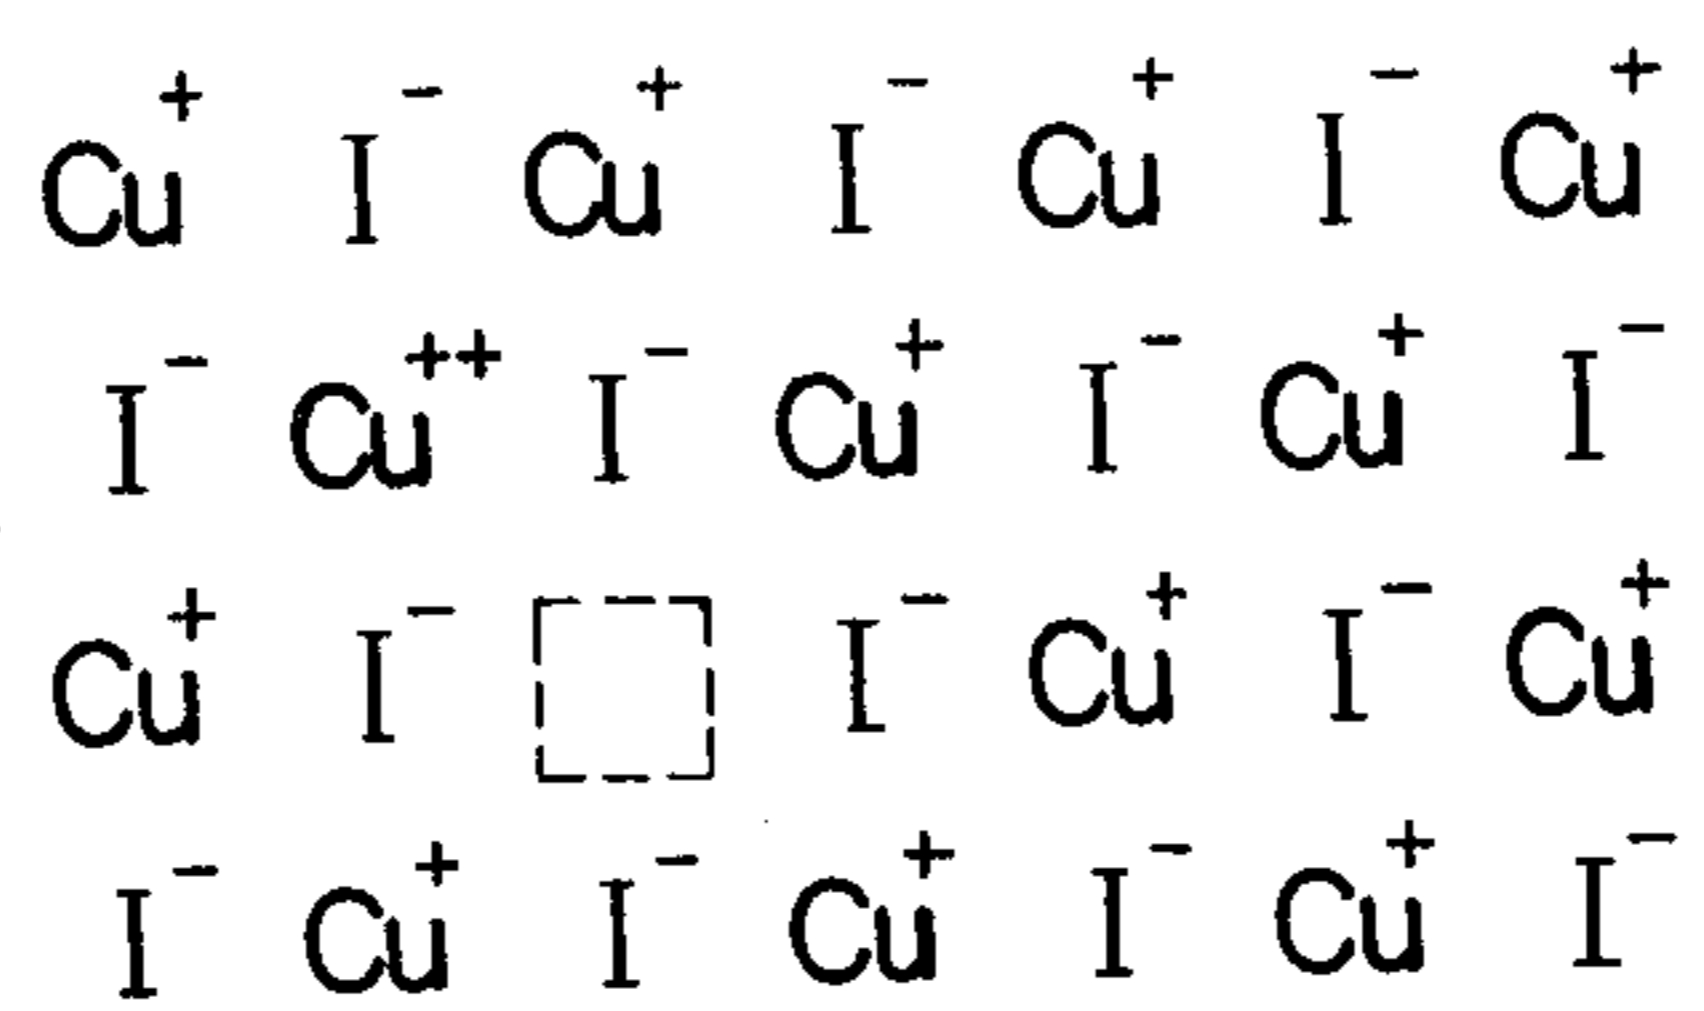 Cu⁺ I⁻ Cu⁺ I⁻ Cu⁺ I⁻ Cu⁺
I⁻ Cu⁺⁺ I⁻ Cu⁺ I⁻ Cu⁺ I⁻
Cu⁺ I⁻ I⁻ Cu⁺ I⁻ Cu⁺
I⁻ Cu⁺ I⁻ Cu⁺ I⁻ Cu⁺ I⁻